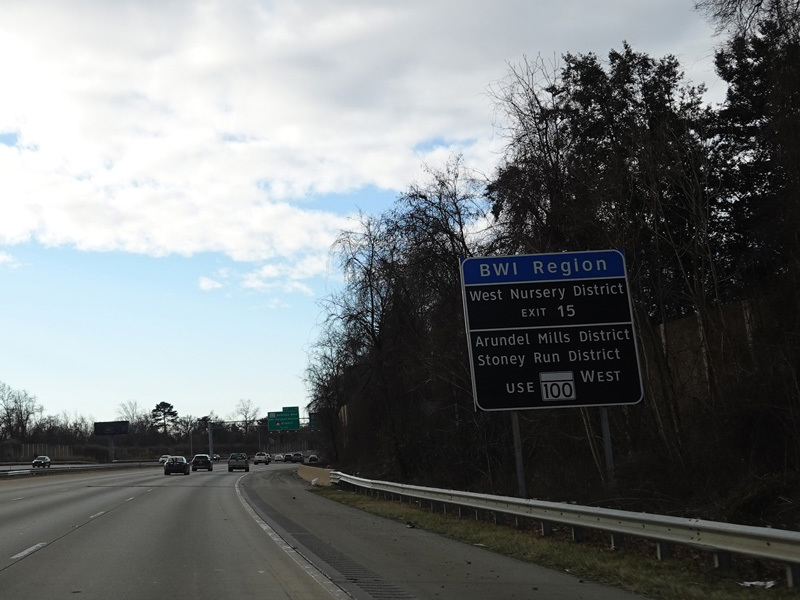 BWI Region
West Nursery District
EXIT 15
Arundel Mills District
Stoney Run District
USE 100 WEST